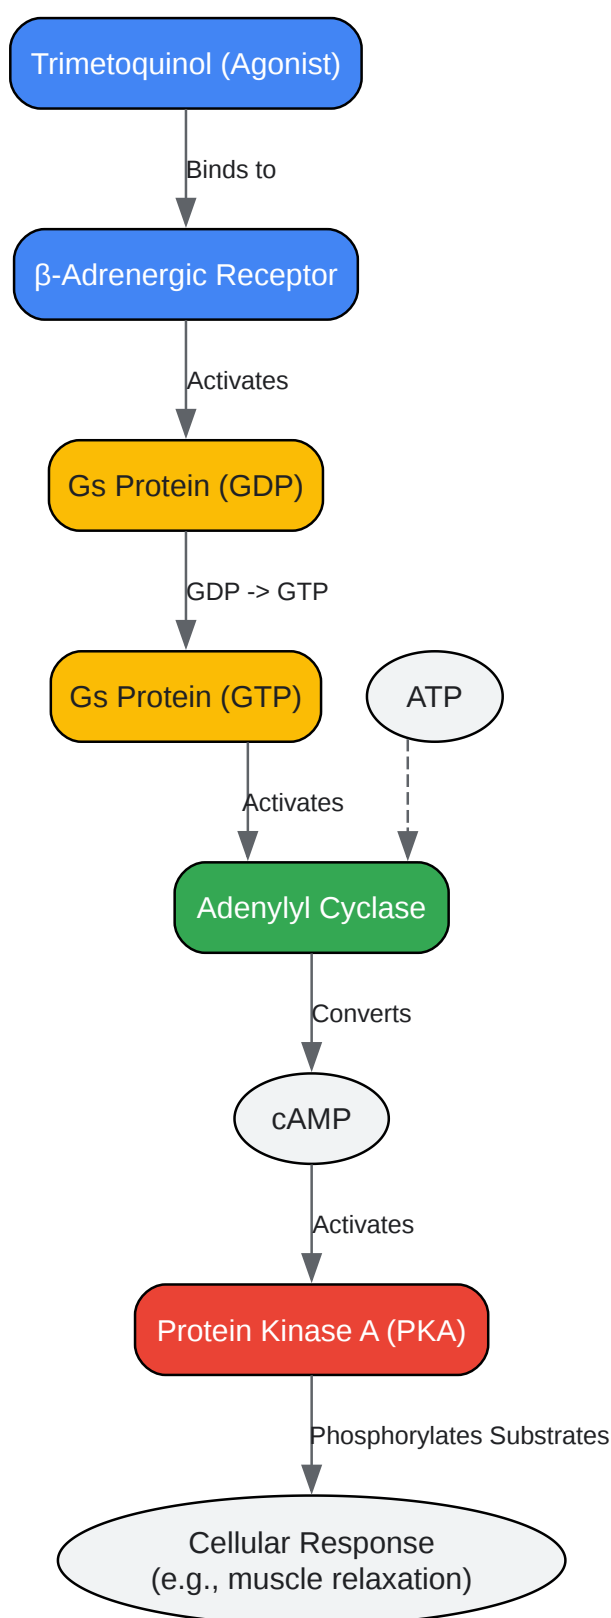 Trimetoquinol (Agonist)
Binds to
β-Adrenergic Receptor
Activates
Gs Protein (GDP)
GDP -> GTP
Gs Protein (GTP)
ATP
Activates
Adenylyl Cyclase
Converts
cAMP
Activates
Protein Kinase A (PKA)
Phosphorylates Substrates
Cellular Response
(e.g., muscle relaxation)